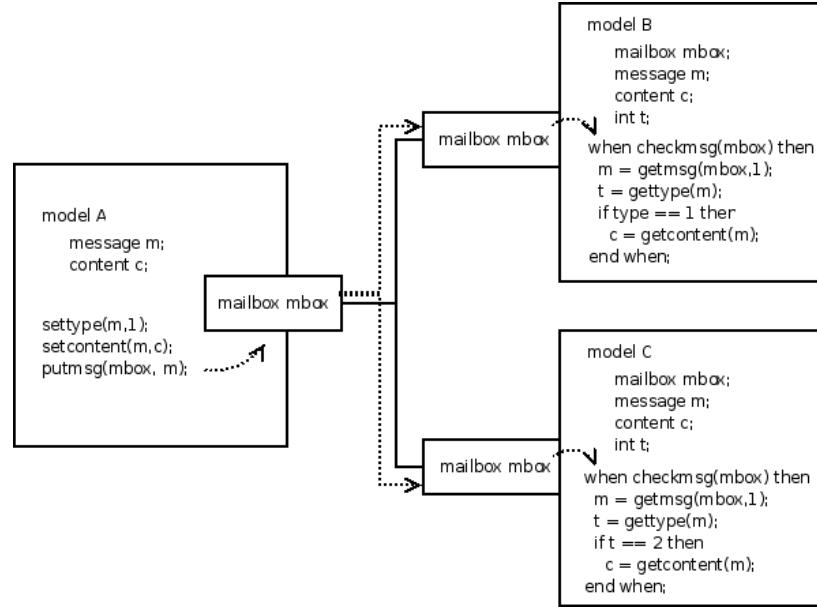 model A
message m;
content c;
mailbox mbox
settype(m,1);
setcontent(m,c);
putmsg(mbox, m);
mailbox mbox
model B
mailbox mbox;
message m;
content c;
int t;
when checkmsg(mbox) then
m = getmsg(mbox,1);
t = gettype(m);
if type == 1 then
c = getcontent(m);
end when;
mailbox mbox
model C
mailbox mbox;
message m;
content c;
int t;
when checkmsg(mbox) then
m = getmsg(mbox,1);
t = gettype(m);
if t == 2 then
c = getcontent(m);
end when;